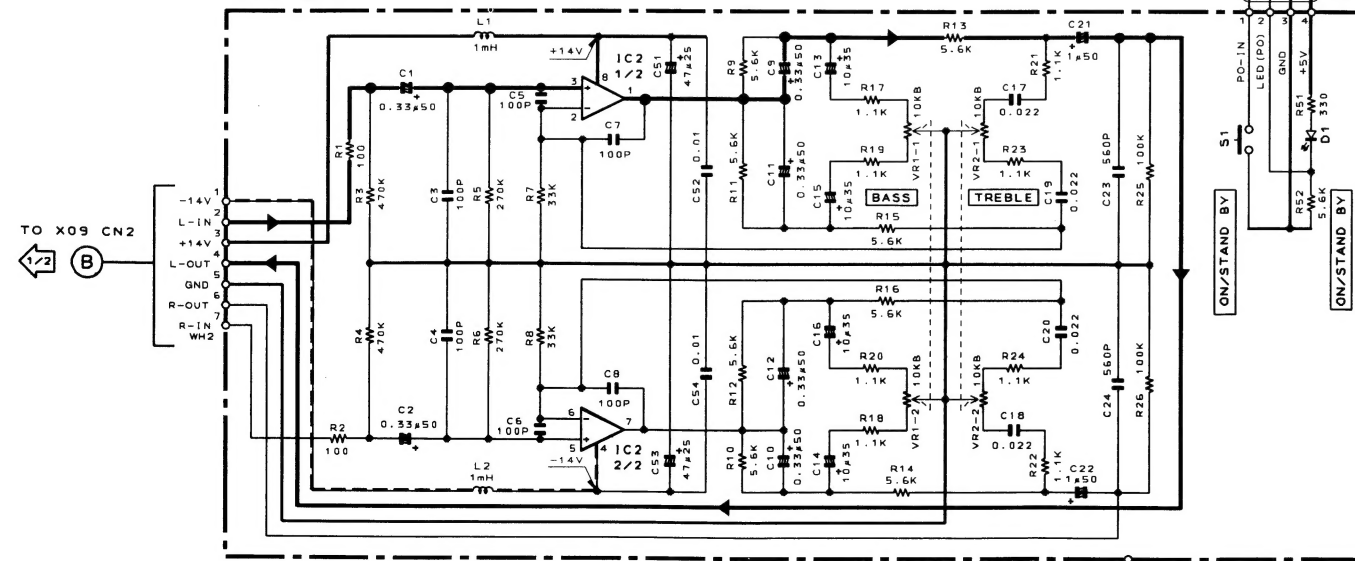 1 2 3 4
PO-IN
LED(PO)
GND
+5V
R51
330
D1
S1
R52
5.6K
ON/STAND BY
ON/STAND BY
L1
1mH
+14V
IC2
1/2
8
3
2
1
C1
0.33µ50
C5
100P
C7
100P
R1
100
R3
470K
C3
100P
R5
270K
R7
33K
C51
47µ25
C52 0.01
R9
5.6K
C9
0.33µ50
C13
10µ35
R17
1.1K
R11
5.6K
C11
0.33µ50
R19
1.1K
C15
10µ35
VR1-1
10KB
BASS
R15
5.6K
R13
5.6K
C21
1µ50
R21
1.1K
C17
0.022
10KB
VR2-1
R23
1.1K
TREBLE
C19
0.022
C23
560P
R25
100K
TO X09 CN2
1/2
B
1
-14V
2
L-IN
3
+14V
4
L-OUT
5
GND
6
R-OUT
7
R-IN
WH2
R4
470K
C4
100P
R6
270K
R8
33K
C8
100P
C6
100P
6
5
7
4
IC2
2/2
-14V
C2
0.33µ50
R2
100
L2
1mH
C54 0.01
C53
47µ25
R12
5.6K
C12
0.33µ50
R10
5.6K
C10
0.33µ50
C16
10µ35
R20
1.1K
R18
1.1K
C14
10µ35
VR1-2
10KB
R16
5.6K
R14
5.6K
C20
0.022
R24
1.1K
10KB
VR2-2
C18
0.022
R22
1.1K
C22
1µ50
C24
560P
R26
100K